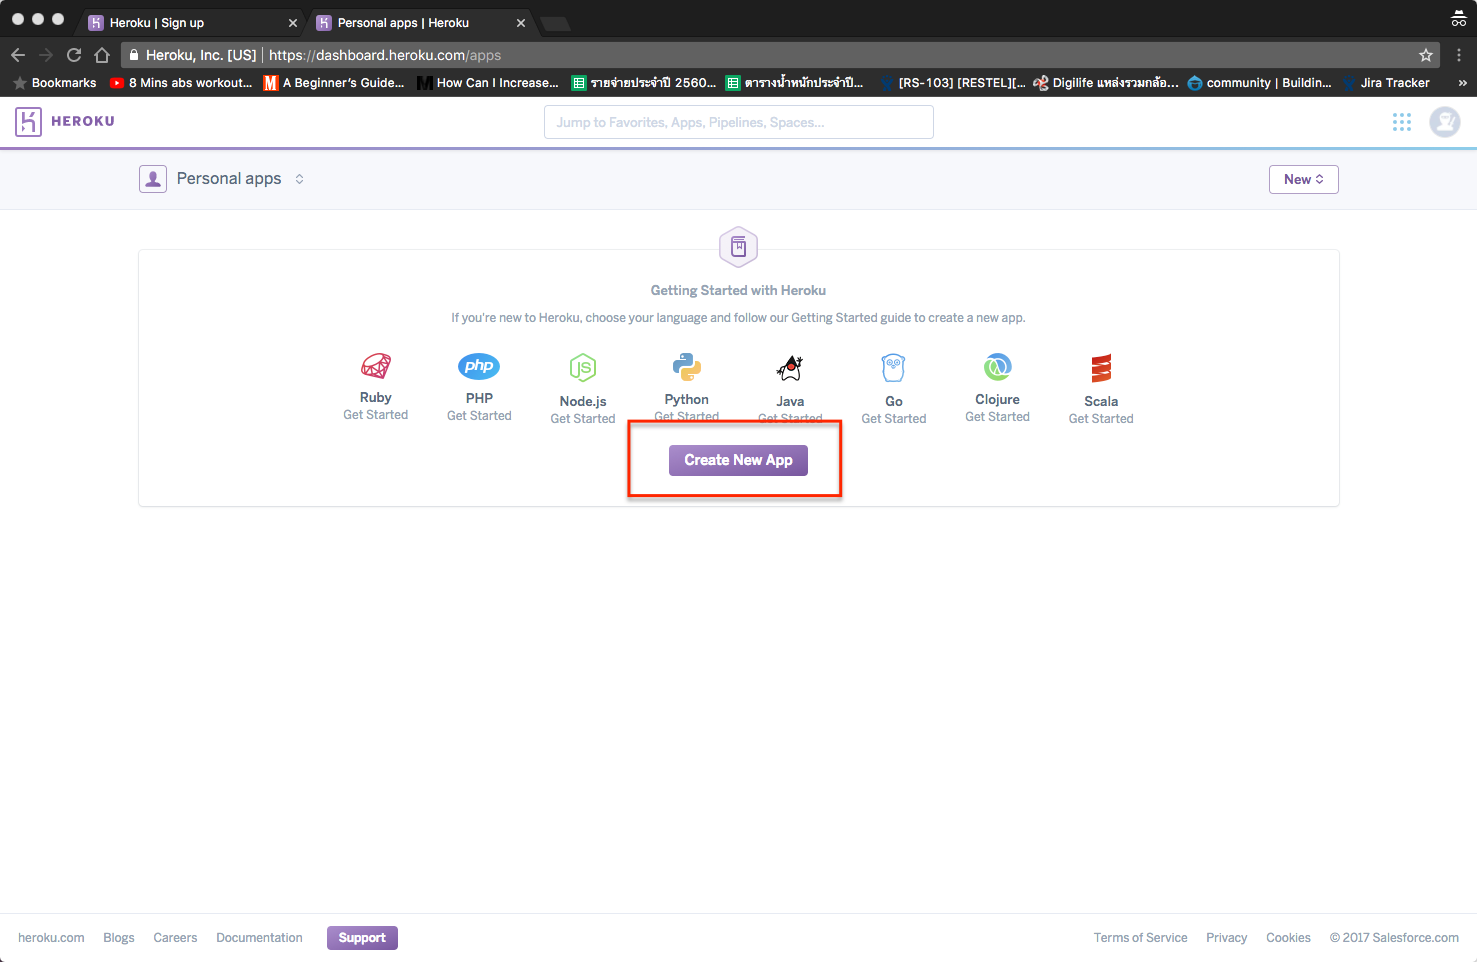 Heroku | Sign up
Personal apps | Heroku
Heroku, Inc. [US] | https://dashboard.heroku.com/apps
Bookmarks 8 Mins abs workout... M A Beginner's Guide... M How Can I Increase... รายจ่ายประจำปี 2560... ตารางน้ำหนักประจำปี... [RS-103] [RESTEL][... Digilife แหล่งรวมกล้อ... community | Buildin... Jira Tracker »
HEROKU
Jump to Favorites, Apps, Pipelines, Spaces...
Personal apps
New
Getting Started with Heroku
If you're new to Heroku, choose your language and follow our Getting Started guide to create a new app.
php
JS
Ruby PHP Node.js Python Java Go Clojure Scala
Get Started Get Started Get Started Get Started Get Started Get Started Get Started Get Started
Create New App
heroku.com Blogs Careers Documentation Support Terms of Service Privacy Cookies © 2017 Salesforce.com